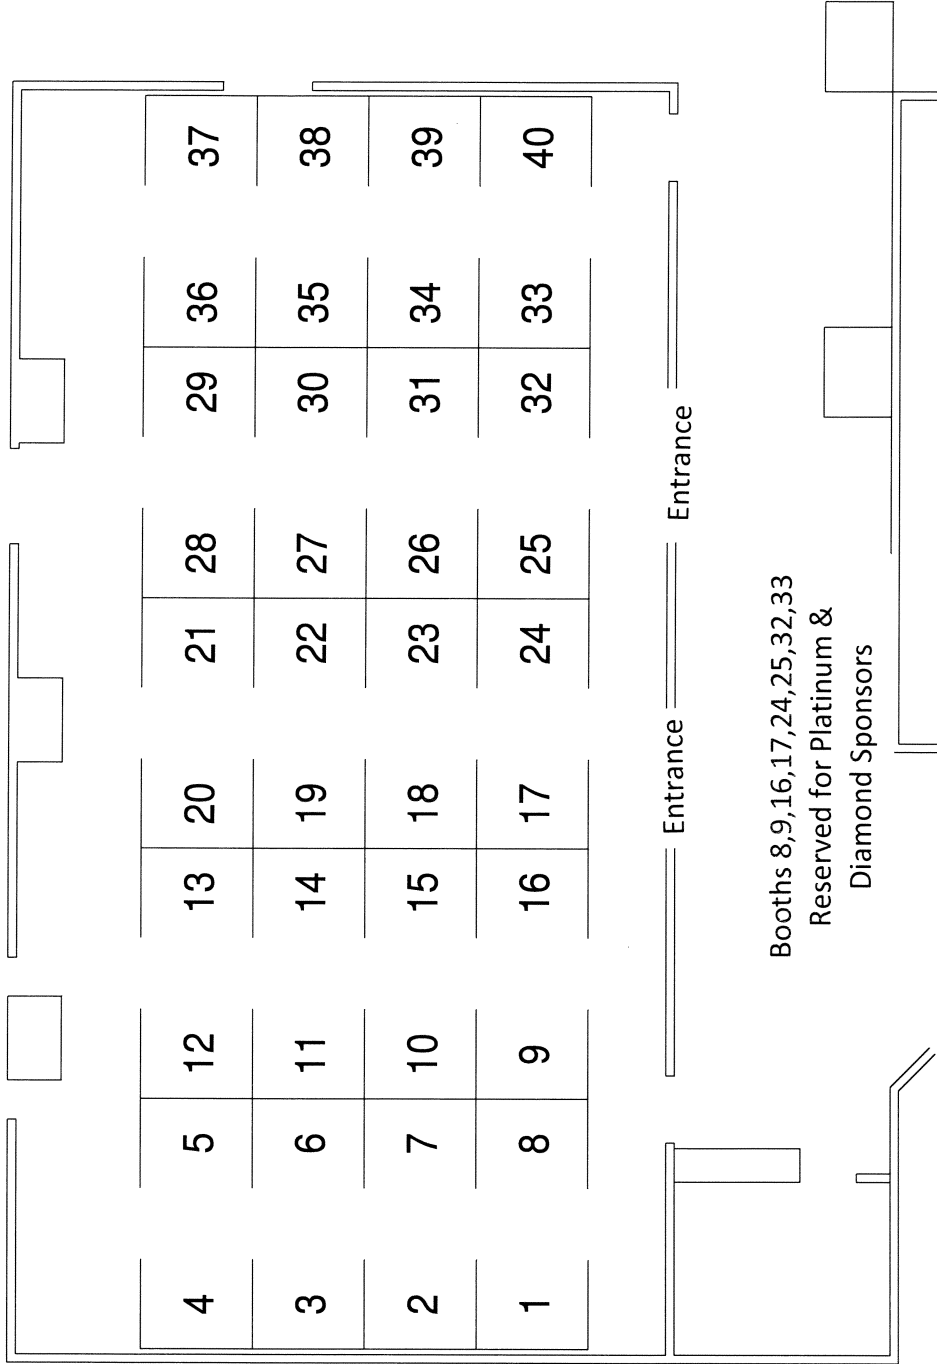 4 5 12 13 20 21 28 29 36 37
3 6 11 14 19 22 27 30 35 38
2 7 10 15 18 23 26 31 34 39
1 8 9 16 17 24 25 32 33 40
Entrance Entrance
Booths 8,9,16,17,24,25,32,33
Reserved for Platinum &
Diamond Sponsors